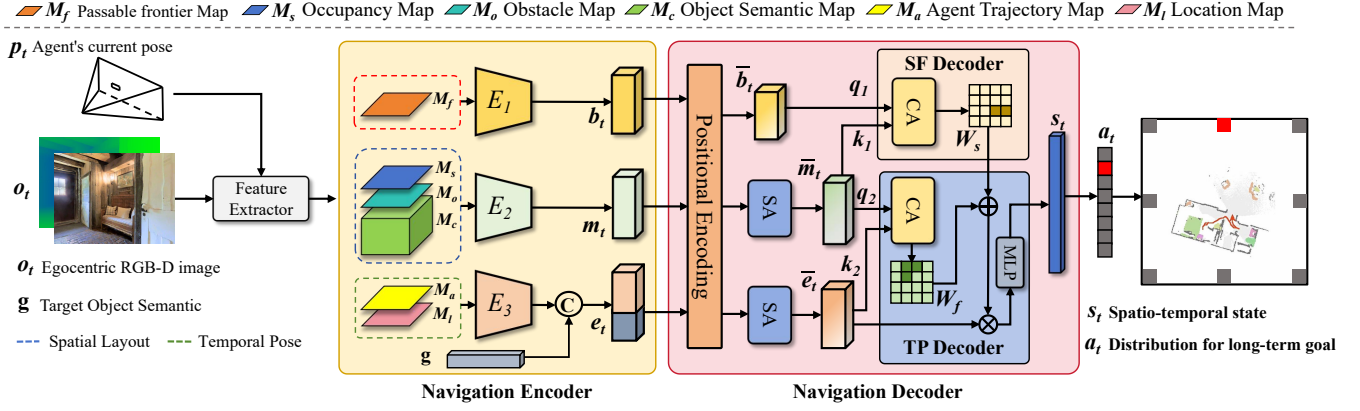 M_f Passable frontier Map M_s Occupancy Map M_o Obstacle Map M_c Object Semantic Map M_a Agent Trajectory Map M_l Location Map
p_t Agent's current pose
o_t
Feature
Extractor
o_t Egocentric RGB-D image
g Target Object Semantic
Spatial Layout Temporal Pose
M_f
E_1
b_t
M_s
M_o
M_c
E_2
m_t
M_a
M_l
E_3
C
e_t
g
Navigation Encoder
Positional Encoding
b̅_t
SA
m̅_t
SA
e̅_t
q_1
k_1
q_2
k_2
SF Decoder
CA
W_s
CA
W_f
MLP
TP Decoder
Navigation Decoder
s_t
a_t
s_t Spatio-temporal state
a_t Distribution for long-term goal